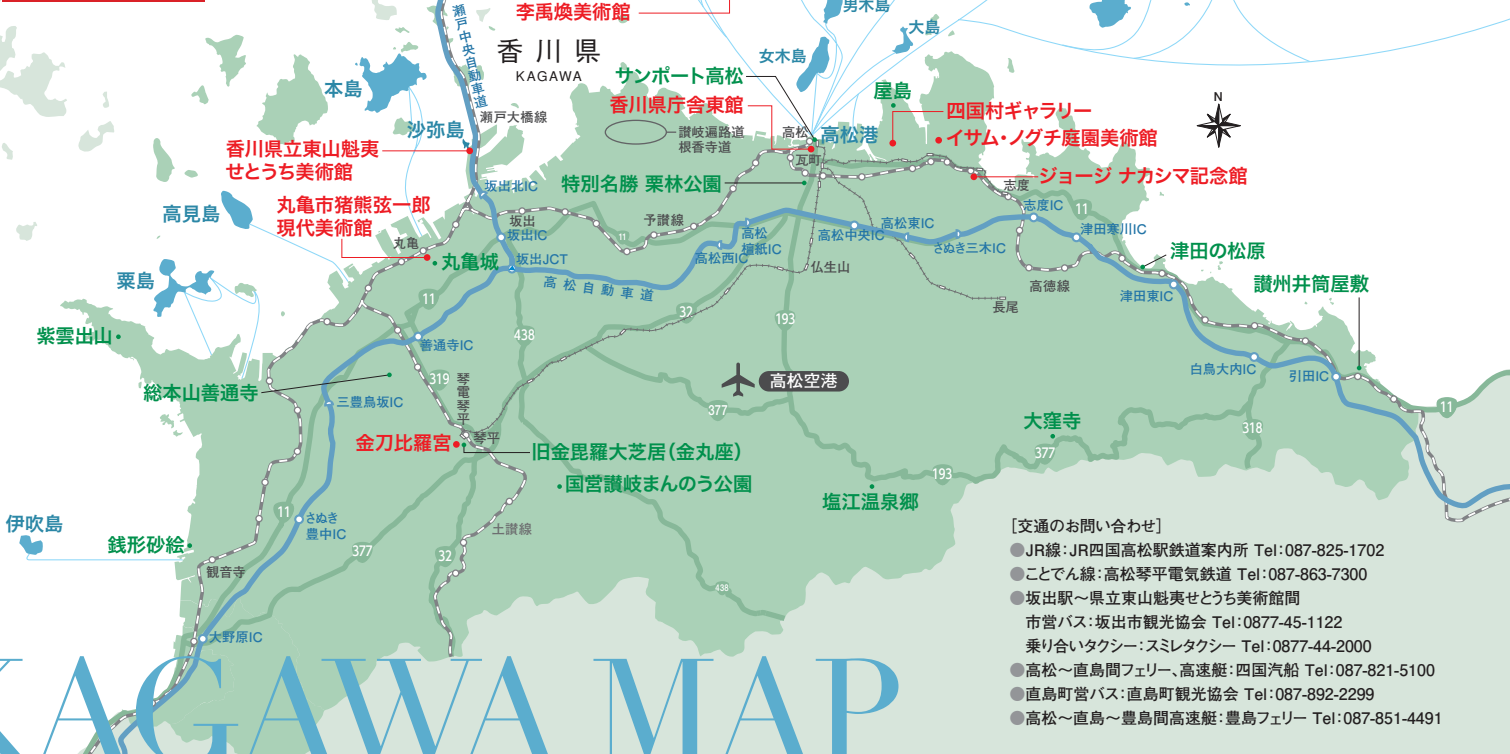 李禹煥美術館
瀬戸中央自動車道
香川県
KAGAWA
男木島
大島
女木島
本島
沙弥島
瀬戸大橋線
サンポート高松
香川県庁舎東館
屋島
四国村ギャラリー
イサム・ノグチ庭園美術館
N
讃岐遍路道
根香寺道
高松
高松港
瓦町
香川県立東山魁夷
せとうち美術館
特別名勝 栗林公園
ジョージ ナカシマ記念館
志度
坂出北IC
高見島
丸亀市猪熊弦一郎
現代美術館
丸亀
坂出
坂出IC
予讃線
11
高松
檀紙IC
高松西IC
高松中央IC
高松東IC
さぬき三木IC
志度IC
11
津田寒川IC
丸亀城
坂出JCT
高松自動車道
仏生山
長尾
高徳線
津田の松原
津田東IC
讃州井筒屋敷
粟島
紫雲出山
11
438
32
193
善通寺IC
総本山善通寺
319
琴電琴平
三豊鳥坂IC
高松空港
377
白鳥大内IC
引田IC
11
金刀比羅宮
琴平
旧金毘羅大芝居(金丸座)
国営讃岐まんのう公園
大窪寺
377
318
193
塩江温泉郷
伊吹島
銭形砂絵
11
さぬき
豊中IC
377
土讃線
32
438
観音寺
大野原IC
KAGAWA MAP
[交通のお問い合わせ]
●JR線：JR四国高松駅鉄道案内所 Tel：087-825-1702
●ことでん線：高松琴平電気鉄道 Tel：087-863-7300
●坂出駅～県立東山魁夷せとうち美術館間
市営バス：坂出市観光協会 Tel：0877-45-1122
乗り合いタクシー：スミレタクシー Tel：0877-44-2000
●高松～直島間フェリー、高速艇：四国汽船 Tel：087-821-5100
●直島町営バス：直島町観光協会 Tel：087-892-2299
●高松～直島～豊島間高速艇：豊島フェリー Tel：087-851-4491